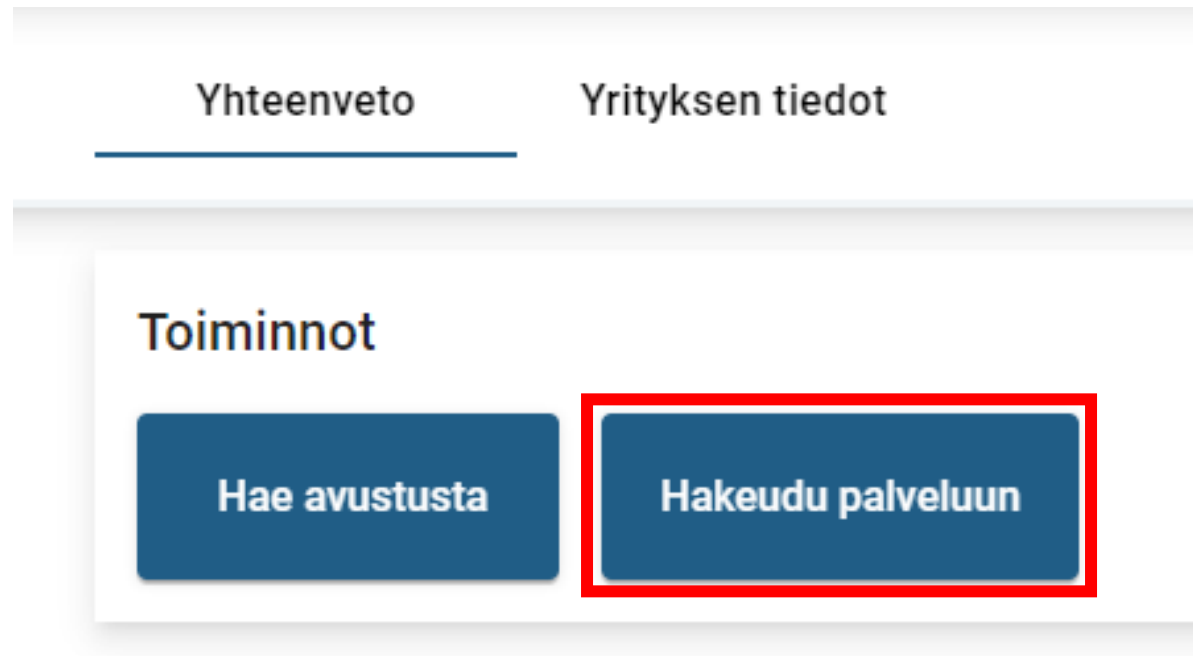 Yhteenveto Yrityksen tiedot
Toiminnot
Hae avustusta Hakeudu palveluun